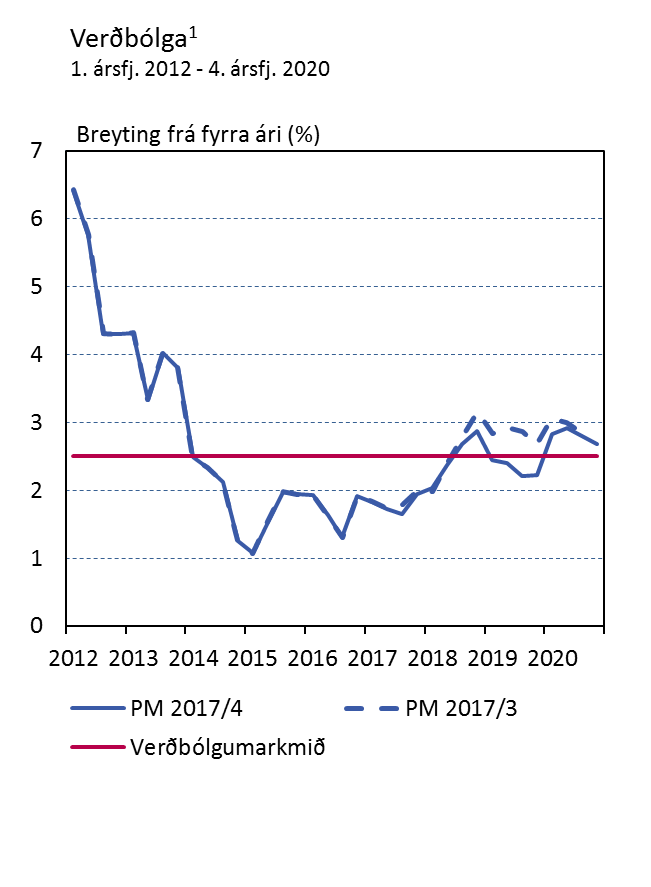 Verðbólga¹
1. ársfj. 2012 - 4. ársfj. 2020
Breyting frá fyrra ári (%)
7
6
5
4
3
2
1
0
2012 2013 2014 2015 2016 2017 2018 2019 2020
PM 2017/4 PM 2017/3
Verðbólgumarkmið